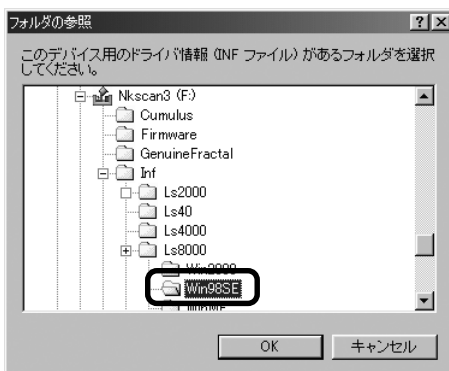 フォルダの参照
このデバイス用のドライバ情報 (INF ファイル) があるフォルダを選択
してください。
Nkscan3 (F:)
Cumulus
Firmware
GenuineFractal
Inf
Ls2000
Ls40
Ls4000
Ls8000
Win2000
Win98SE
WinME
OK
キャンセル